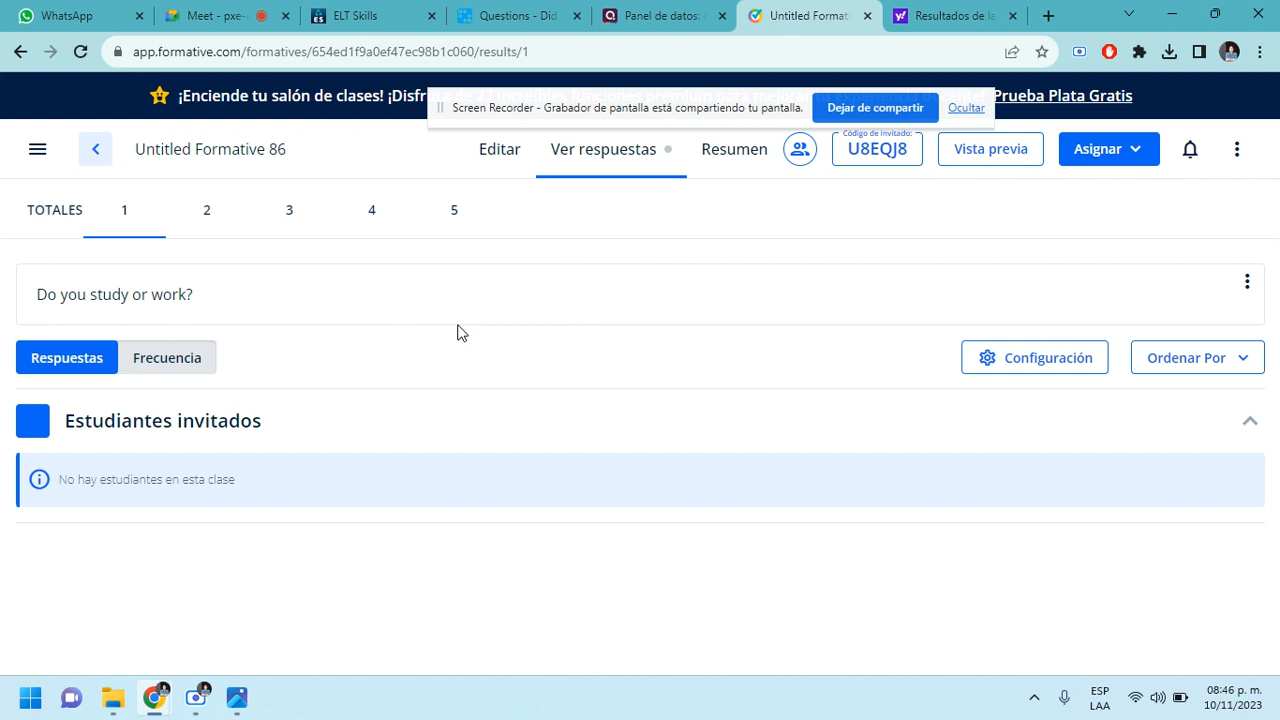 WhatsApp
Meet - pxe-
ELT Skills
Questions - Did
Panel de datos:
Untitled Formati
Resultados de la
app.formative.com/formatives/654ed1f9a0ef47ec98b1c060/results/1
¡Enciende tu salón de clases! ¡Disfr
Prueba Plata Gratis
Screen Recorder - Grabador de pantalla está compartiendo tu pantalla.
Dejar de compartir
Ocultar
Untitled Formative 86
Editar
Ver respuestas
Resumen
Código de invitado:
U8EQJ8
Vista previa
Asignar
TOTALES
1
2
3
4
5
Do you study or work?
Respuestas
Frecuencia
Configuración
Ordenar Por
Estudiantes invitados
No hay estudiantes en esta clase
ESP
LAA
08:46 p. m.
10/11/2023